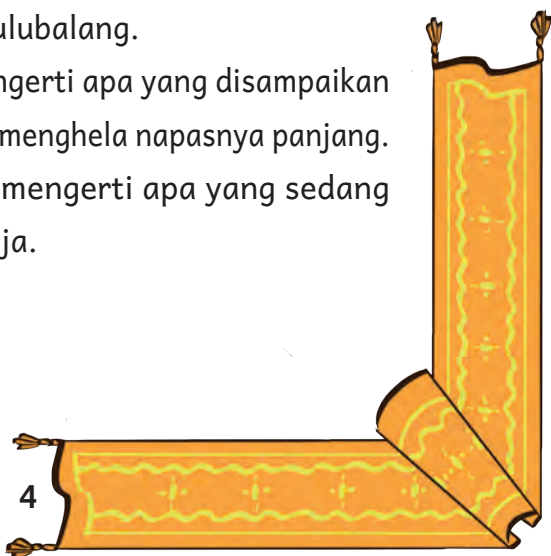 ulubalang.
ngerti apa yang disampaikan
menghela napasnya panjang.
mengerti apa yang sedang
ja.
4